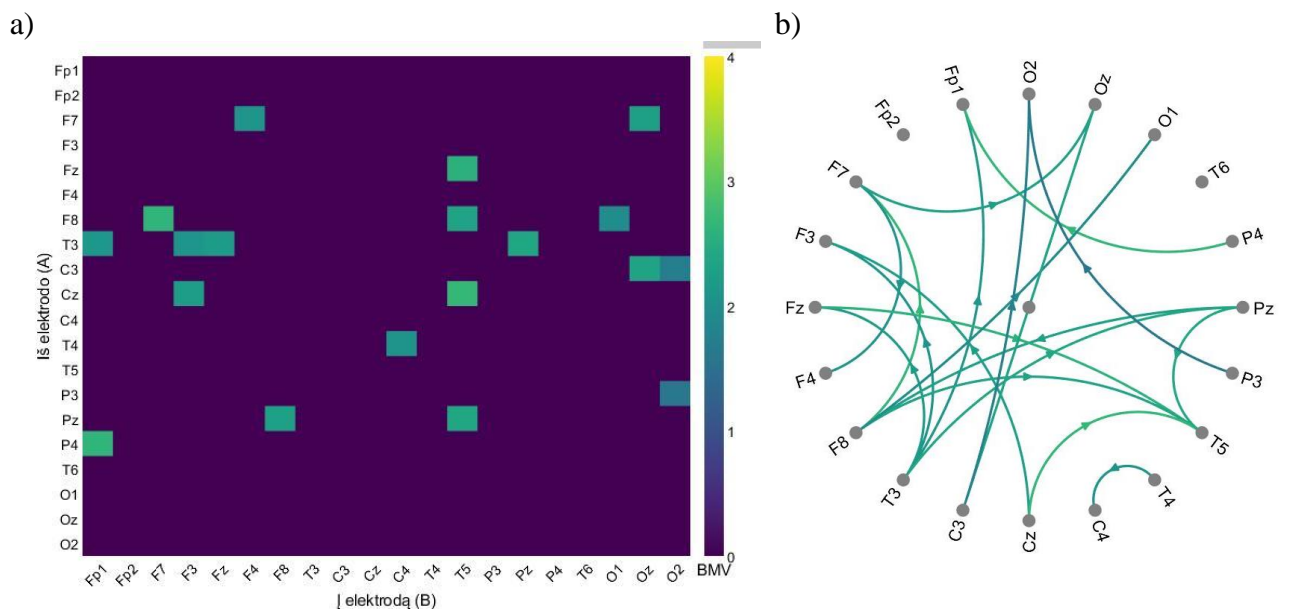 a)
Iš elektrodo (A)
Fp1
Fp2
F7
F3
Fz
F4
F8
T3
C3
Cz
C4
T4
T5
P3
Pz
P4
T6
O1
Oz
O2
Fp1 Fp2 F7 F3 Fz F4 F8 T3 C3 Cz C4 T4 T5 P3 Pz P4 T6 O1 Oz O2
Į elektrodą (B)
4
3
2
1
0
BMV
b)
Fp1
O2
Oz
O1
T6
P4
Pz
P3
T5
T4
C4
Cz
C3
T3
F8
F4
Fz
F3
F7
Fp2